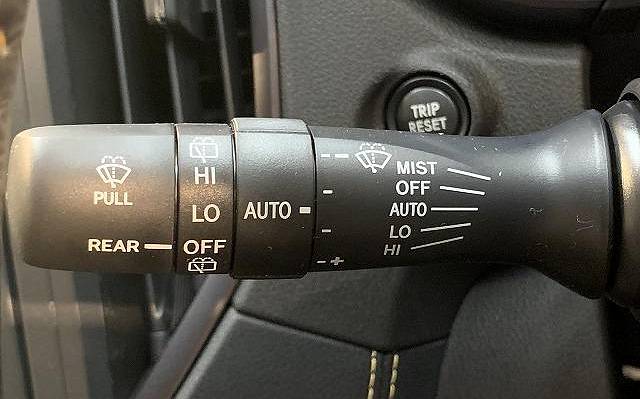 TRIP
RESET
PULL
REAR
HI
LO
OFF
AUTO
- +
MIST
OFF
AUTO
LO
HI